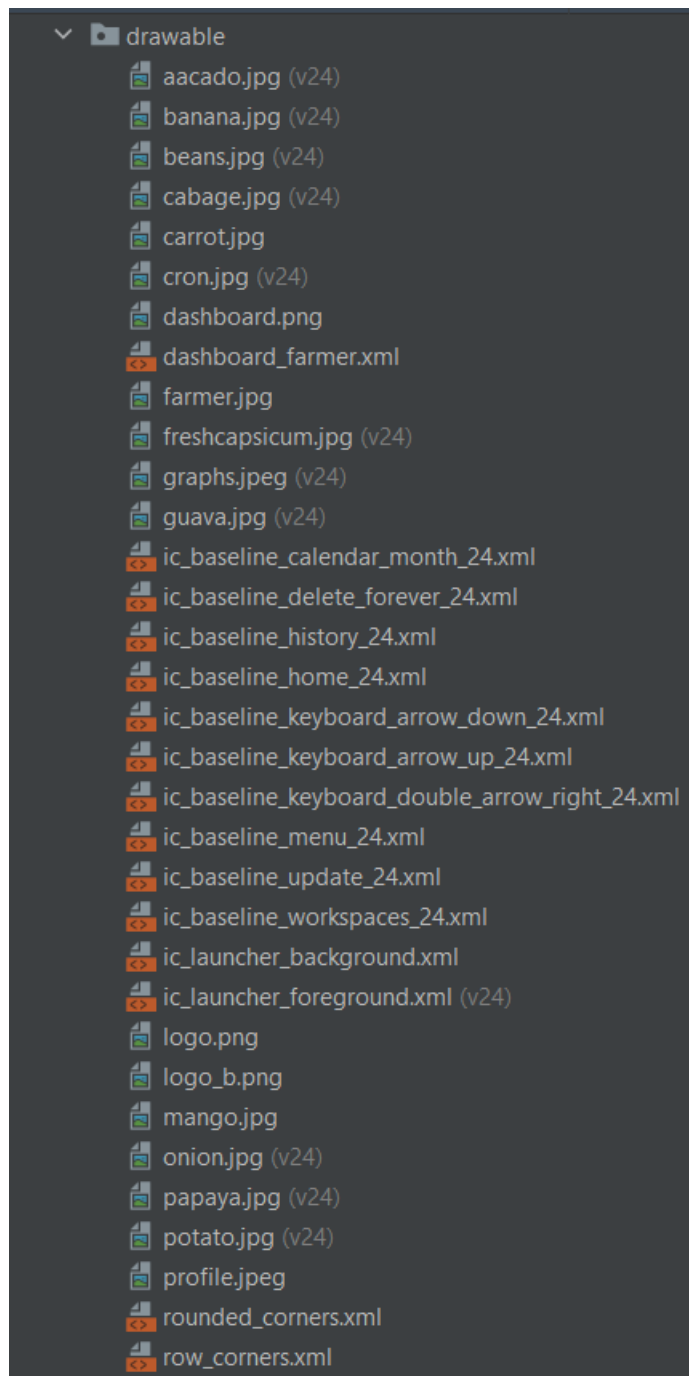 drawable
aacado.jpg (v24)
banana.jpg (v24)
beans.jpg (v24)
cabage.jpg (v24)
carrot.jpg
cron.jpg (v24)
dashboard.png
dashboard_farmer.xml
farmer.jpg
freshcapsicum.jpg (v24)
graphs.jpeg (v24)
guava.jpg (v24)
ic_baseline_calendar_month_24.xml
ic_baseline_delete_forever_24.xml
ic_baseline_history_24.xml
ic_baseline_home_24.xml
ic_baseline_keyboard_arrow_down_24.xml
ic_baseline_keyboard_arrow_up_24.xml
ic_baseline_keyboard_double_arrow_right_24.xml
ic_baseline_menu_24.xml
ic_baseline_update_24.xml
ic_baseline_workspaces_24.xml
ic_launcher_background.xml
ic_launcher_foreground.xml (v24)
logo.png
logo_b.png
mango.jpg
onion.jpg (v24)
papaya.jpg (v24)
potato.jpg (v24)
profile.jpeg
rounded_corners.xml
row_corners.xml